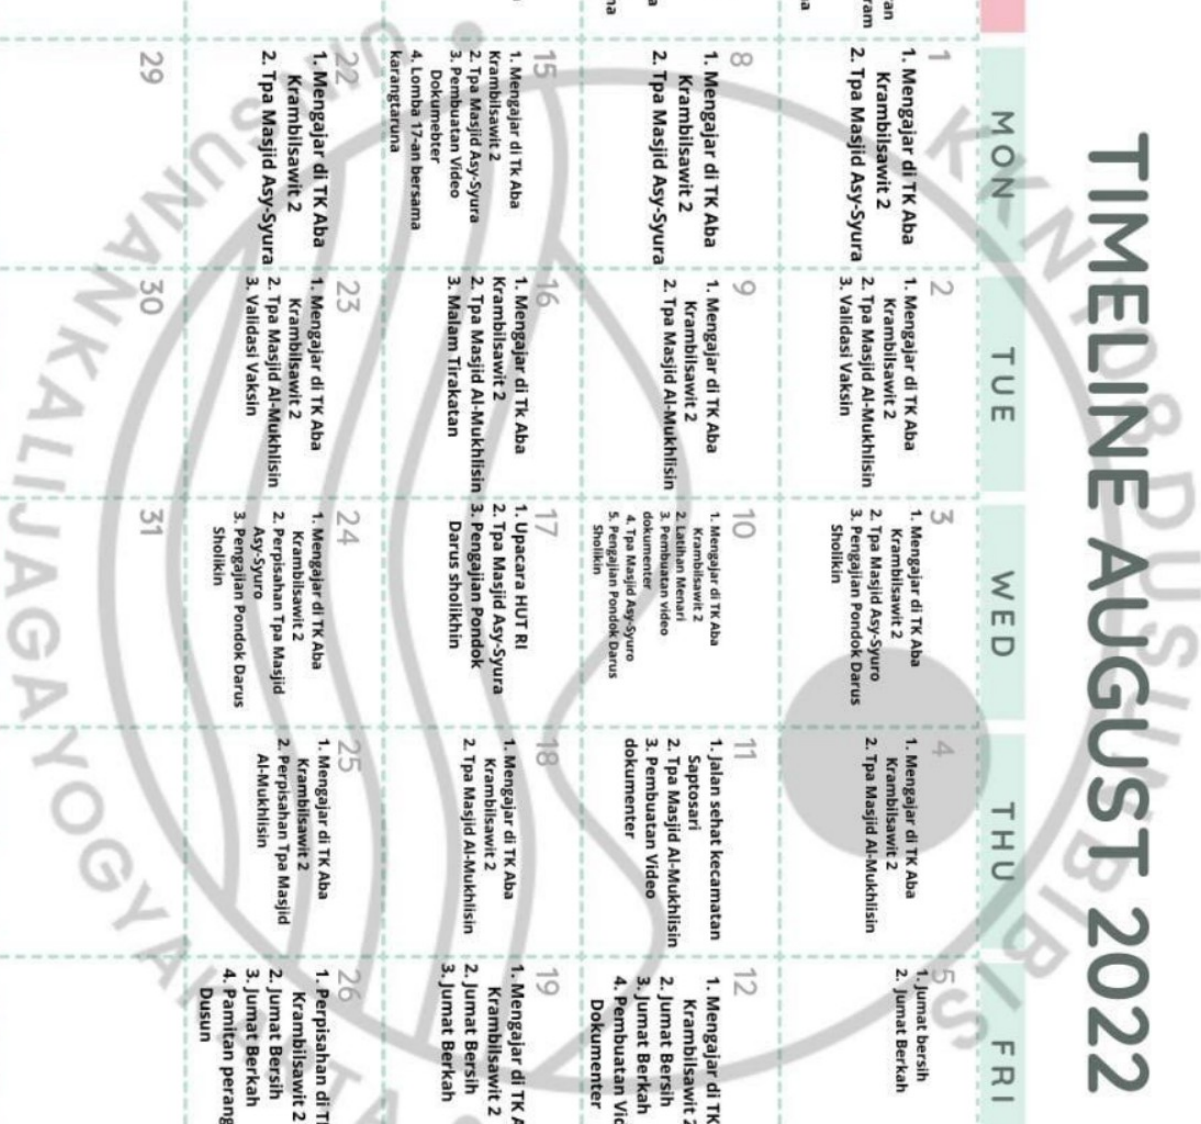 TIMELINE AUGUST 2022
MON
TUE
WED
THU
FRI
1
1. Mengajar di TK Aba
Krambilsawit 2
2. Tpa Masjid Asy-Syura
2
1. Mengajar di TK Aba
Krambilsawit 2
2. Tpa Masjid Al-Mukhlisin
3. Validasi Vaksin
3
1. Mengajar di TK Aba
Krambilsawit 2
2. Tpa Masjid Asy-Syuro
3. Pengajian Pondok Darus
Sholikin
4
1. Mengajar di TK Aba
Krambilsawit 2
2. Tpa Masjid Al-Mukhlisin
5
1. Jumat bersih
2. Jumat Berkah
8
1. Mengajar di TK Aba
Krambilsawit 2
2. Tpa Masjid Asy-Syura
9
1. Mengajar di TK Aba
Krambilsawit 2
2. Tpa Masjid Al-Mukhlisin
10
1. Mengajar di TK Aba
Krambilsawit 2
2. Latihan Menari
3. Pembuatan video
dokumenter
4. Tpa Masjid Asy-Syuro
5. Pengajian Pondok Darus
Sholikin
11
1. Jalan sehat kecamatan
Saptosari
2. Tpa Masjid Al-Mukhlisin
3. Pembuatan Video
dokumenter
12
1. Mengajar di TK
Krambilsawit 2
2. Jumat Bersih
3. Jumat Berkah
4. Pembuatan Vid
Dokumenter
15
1. Mengajar di Tk Aba
Krambilsawit 2
2. Tpa Masjid Asy-Syura
3. Pembuatan Video
Dokumebter
4. Lomba 17-an bersama
karangtaruna
16
1. Mengajar di Tk Aba
Krambilsawit 2
2. Tpa Masjid Al-Mukhlisin
3. Malam Tirakatan
17
1. Upacara HUT RI
2. Tpa Masjid Asy-Syura
3. Pengajian Pondok
Darus sholikhin
18
1. Mengajar di TK Aba
Krambilsawit 2
2. Tpa Masjid Al-Mukhlisin
19
1. Mengajar di TK A
Krambilsawit 2
2. Jumat Bersih
3. Jumat Berkah
22
1. Mengajar di TK Aba
Krambilsawit 2
2. Tpa Masjid Asy-Syura
23
1. Mengajar di TK Aba
Krambilsawit 2
2. Tpa Masjid Al-Mukhlisin
3. Validasi Vaksin
24
1. Mengajar di TK Aba
Krambilsawit 2
2. Perpisahan Tpa Masjid
Asy-Syuro
3. Pengajian Pondok Darus
Sholikin
25
1. Mengajar di TK Aba
Krambilsawit 2
2. Perpisahan Tpa Masjid
Al-Mukhlisin
26
1. Perpisahan di T
Krambilsawit 2
2. Jumat Bersih
3. Jumat Berkah
4. Pamitan perang
Dusun
29
30
31
SUNAN KALIJAGA YOGYAKARTA